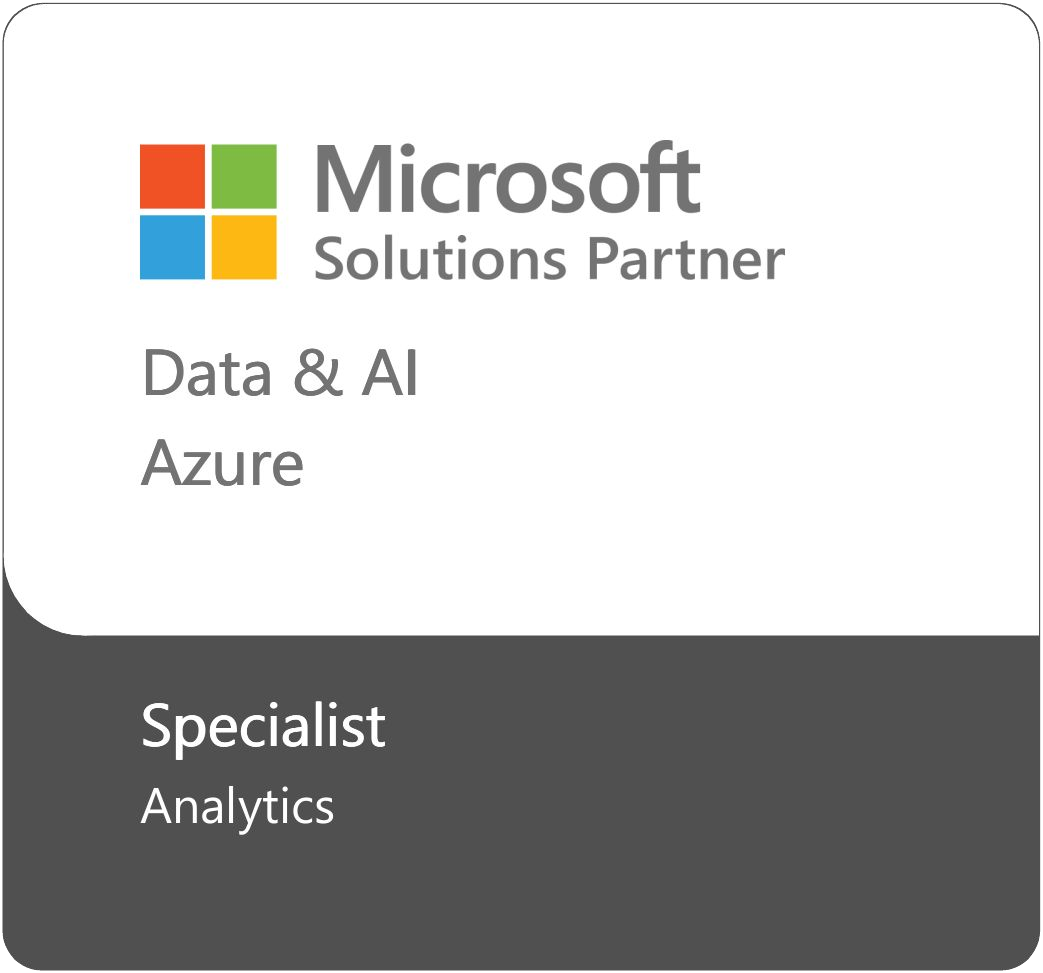 Microsoft
Solutions Partner
Data & AI
Azure
Specialist
Analytics